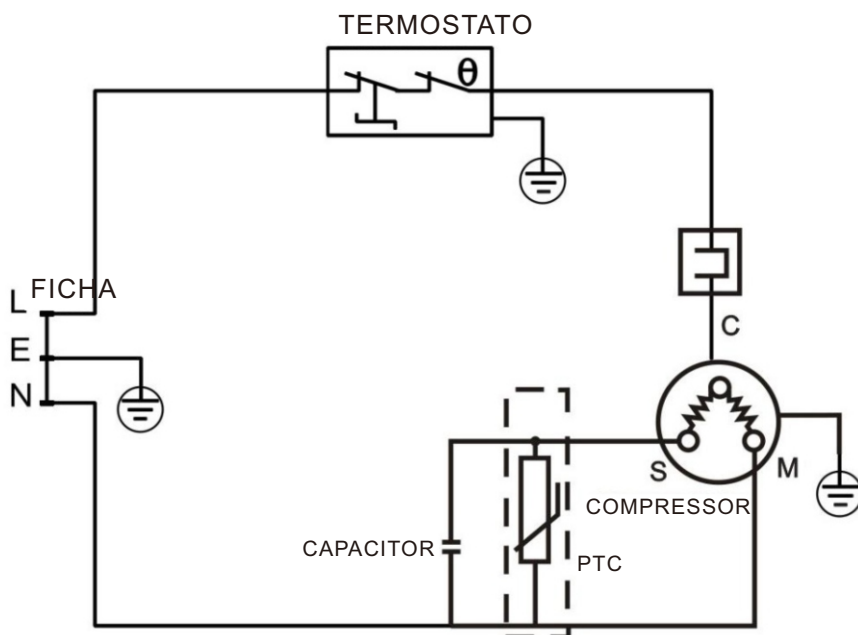 TERMOSTATO
θ
L FICHA
E
N
C
S
M
COMPRESSOR
CAPACITOR
PTC